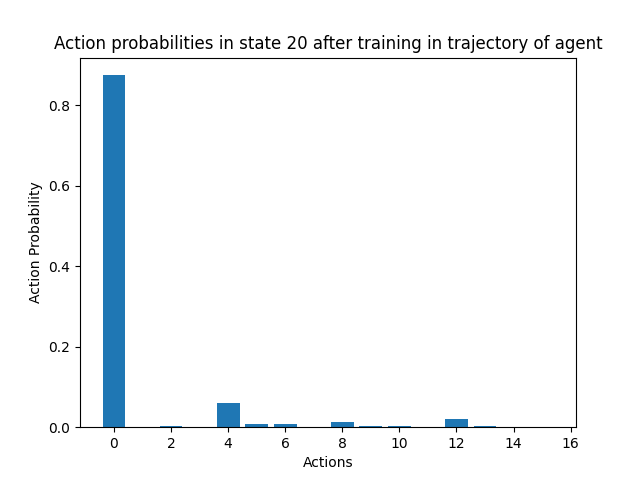 Action probabilities in state 20 after training in trajectory of agent
Action Probability
0.8
0.6
0.4
0.2
0.0
0 2 4 6 8 10 12 14 16
Actions